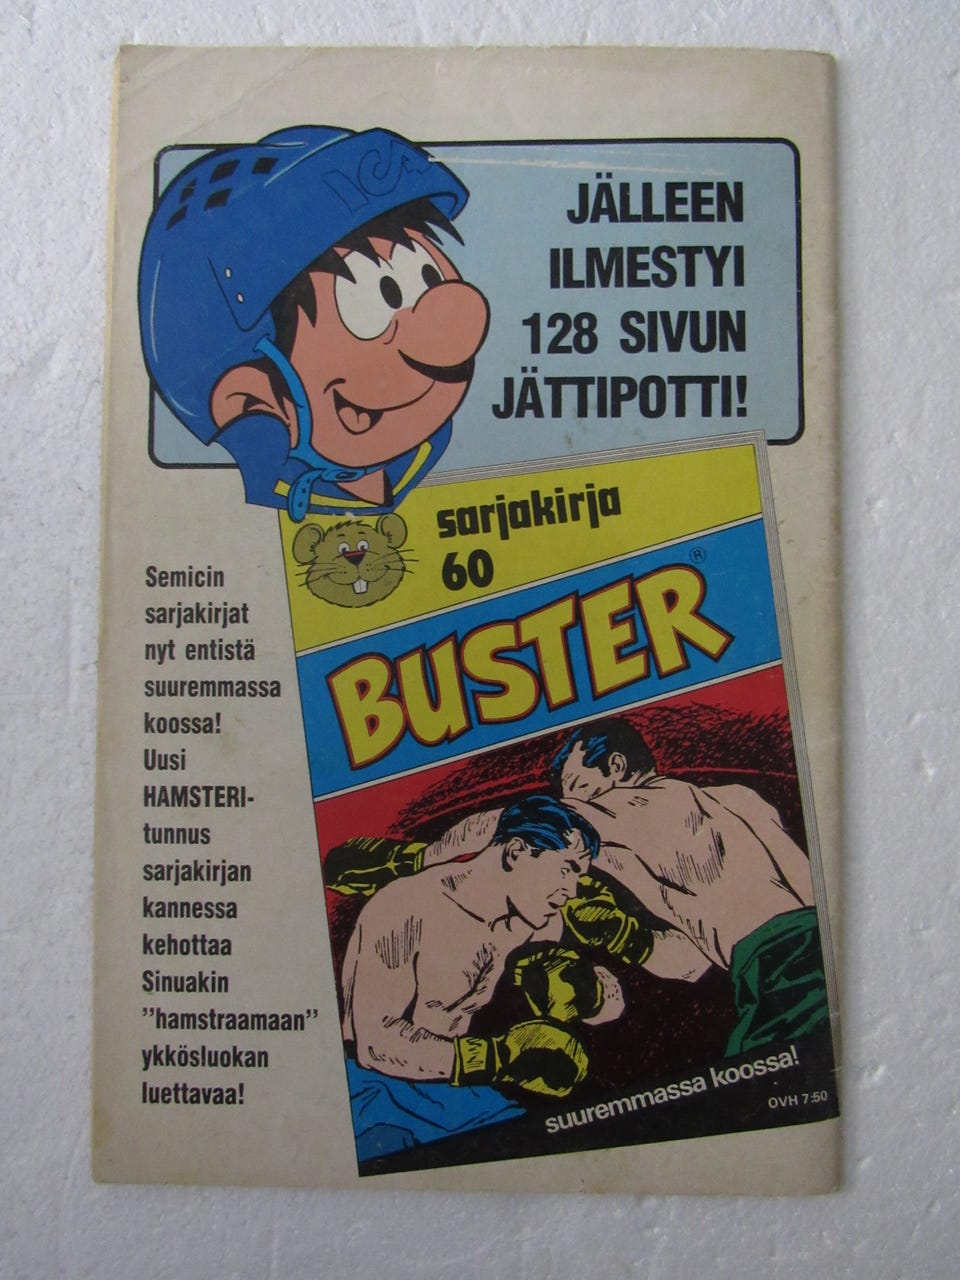 JÄLLEEN
ILMESTYI
128 SIVUN
JÄTTIPOTTI!
sarjakirja
60
BUSTER®
Semicin
sarjakirjat
nyt entistä
suuremmassa
koossa!
Uusi
HAMSTERI-
tunnus
sarjakirjan
kannessa
kehottaa
Sinuakin
”hamstraamaan”
ykkösluokan
luettavaa!
suuremmassa koossa!
OVH 7:50